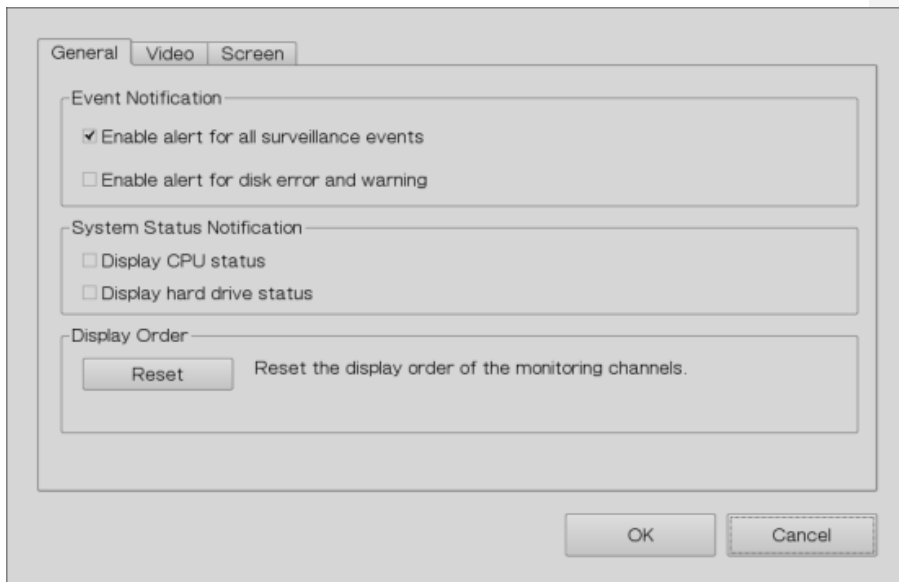 General
Video
Screen
Event Notification
Enable alert for all surveillance events
Enable alert for disk error and warning
System Status Notification
Display CPU status
Display hard drive status
Display Order
Reset
Reset the display order of the monitoring channels.
OK
Cancel